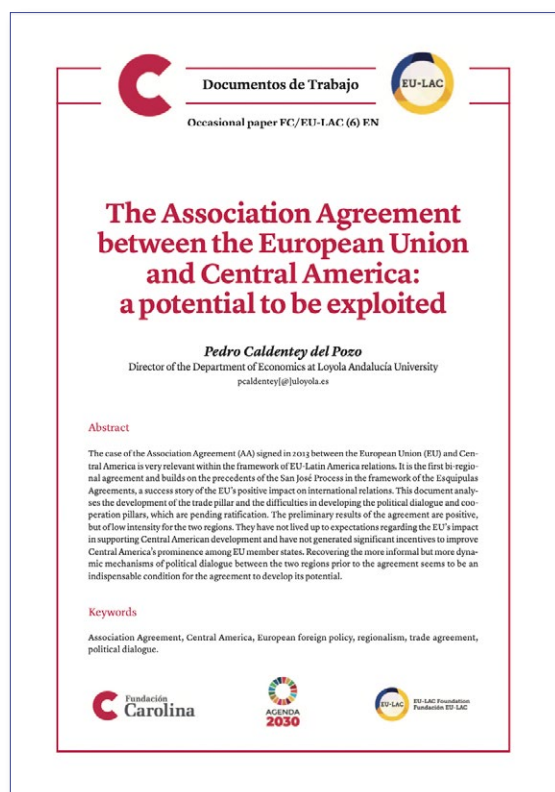 Documentos de Trabajo
EU-LAC
Occasional paper FC/EU-LAC (6) EN
The Association Agreement
between the European Union
and Central America:
a potential to be exploited
Pedro Caldentey del Pozo
Director of the Department of Economics at Loyola Andalucía University
pcaldentey[@]uloyola.es
Abstract
The case of the Association Agreement (AA) signed in 2013 between the European Union (EU) and Cen-
tral America is very relevant within the framework of EU-Latin America relations. It is the first bi-regio-
nal agreement and builds on the precedents of the San José Process in the framework of the Esquipulas
Agreements, a success story of the EU's positive impact on international relations. This document analy-
ses the development of the trade pillar and the difficulties in developing the political dialogue and coo-
peration pillars, which are pending ratification. The preliminary results of the agreement are positive,
but of low intensity for the two regions. They have not lived up to expectations regarding the EU's impact
in supporting Central American development and have not generated significant incentives to improve
Central America's prominence among EU member states. Recovering the more informal but more dyna-
mic mechanisms of political dialogue between the two regions prior to the agreement seems to be an
indispensable condition for the agreement to develop its potential.
Keywords
Association Agreement, Central America, European foreign policy, regionalism, trade agreement,
political dialogue.
Fundación
Carolina
AGENDA
2030
EU-LAC
EU-LAC Foundation
Fundación EU-LAC